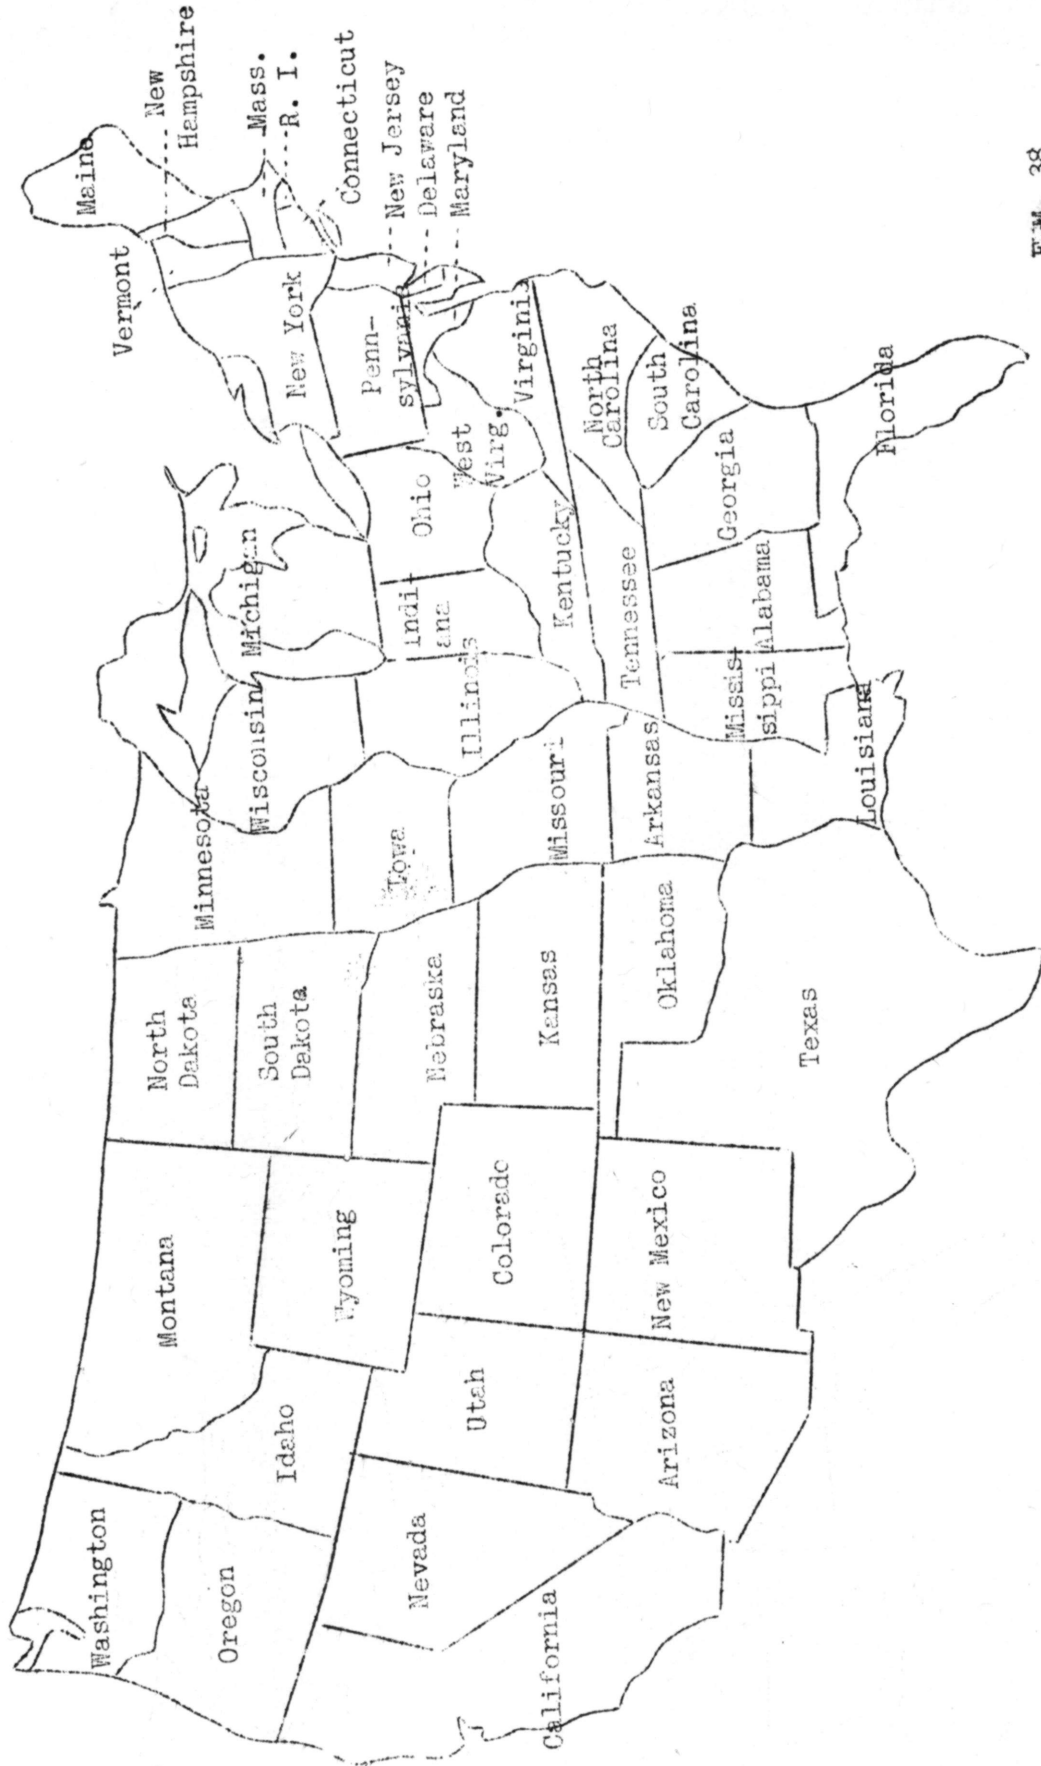 Washington
Oregon
California
Nevada
Idaho
Montana
Wyoming
Utah
Arizona
Colorado
New Mexico
North
Dakota
South
Dakota
Nebraska
Kansas
Oklahoma
Texas
Minnesota
Iowa
Missouri
Arkansas
Louisiana
Wisconsin
Illinois
Michigan
Indi-
ana
Ohio
Kentucky
Tennessee
Missis-
sippi
Alabama
Georgia
Florida
South
Carolina
North
Carolina
Virginia
West
Virg.
Penn-
sylvania
New York
Vermont
Maine
New
Hampshire
Mass.
R. I.
Connecticut
New Jersey
Delaware
Maryland
38